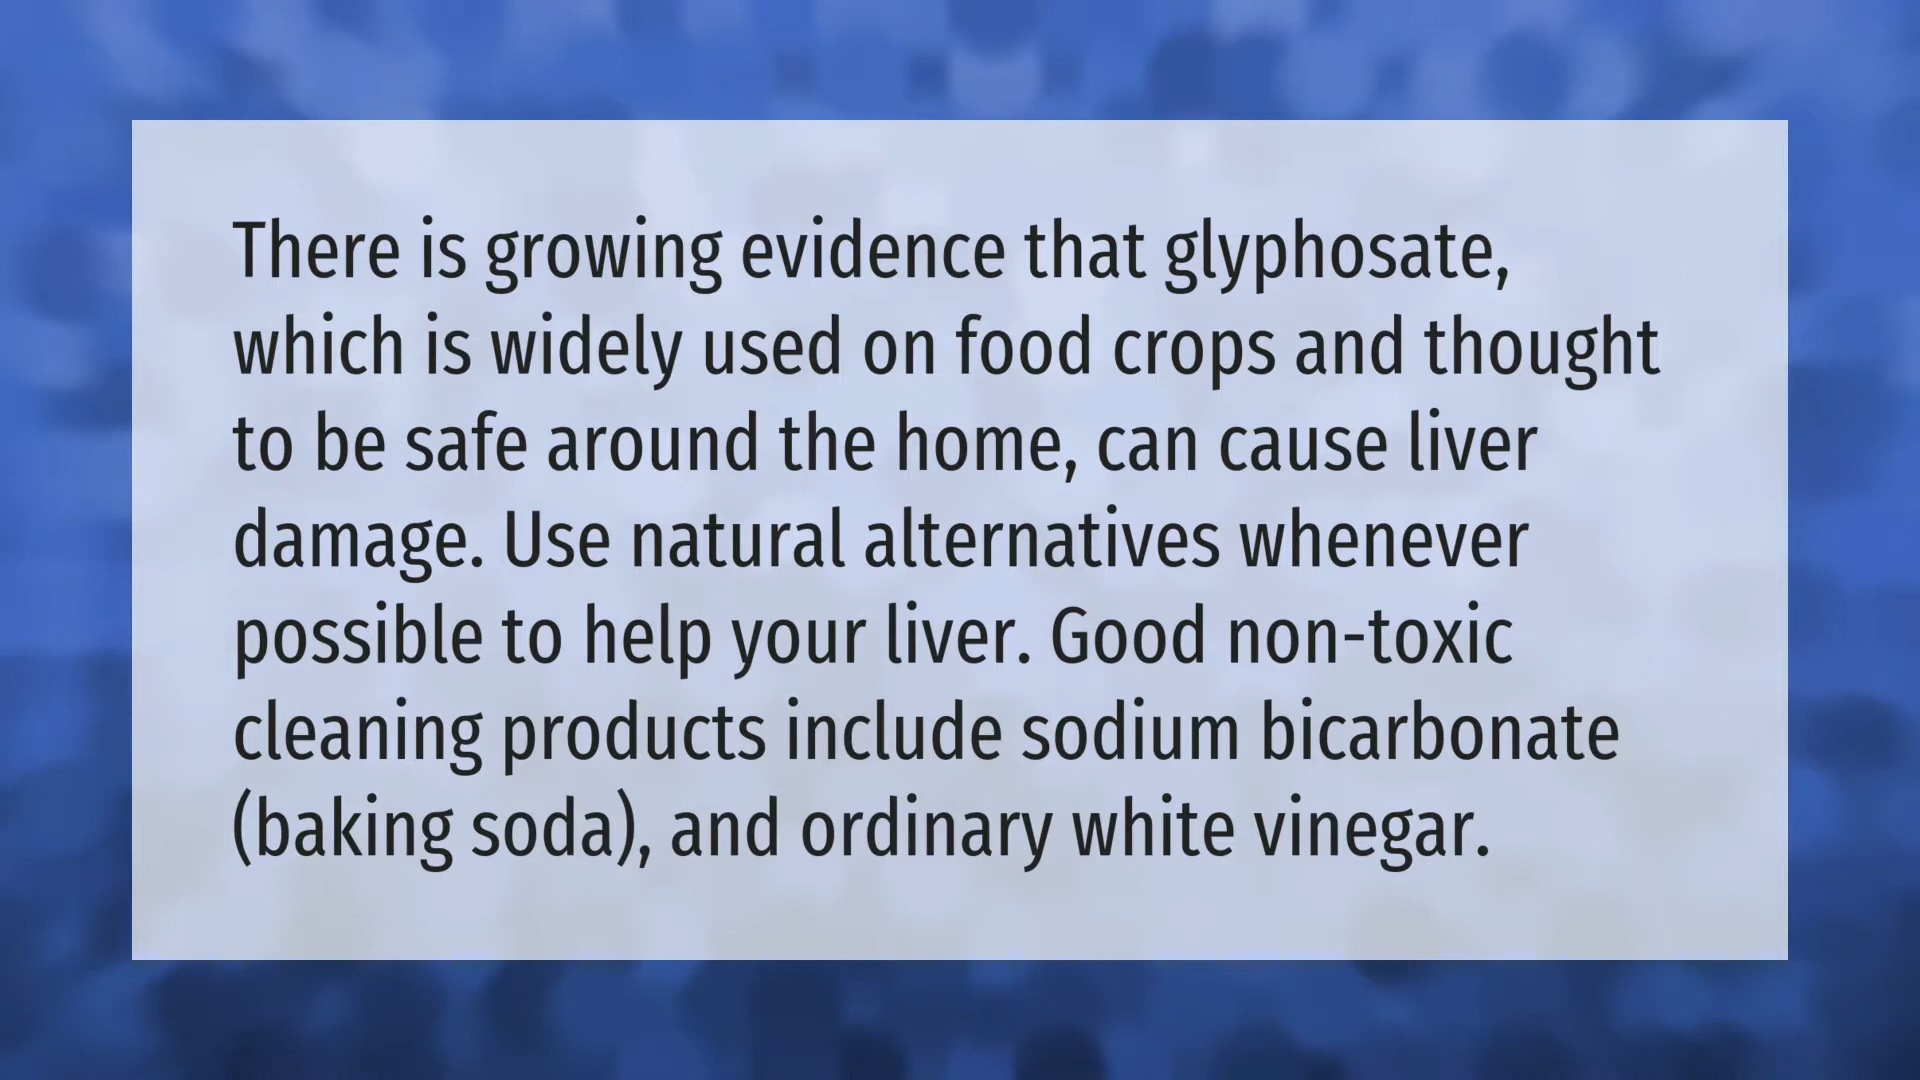 There is growing evidence that glyphosate,
which is widely used on food crops and thought
to be safe around the home, can cause liver
damage. Use natural alternatives whenever
possible to help your liver. Good non-toxic
cleaning products include sodium bicarbonate
(baking soda), and ordinary white vinegar.